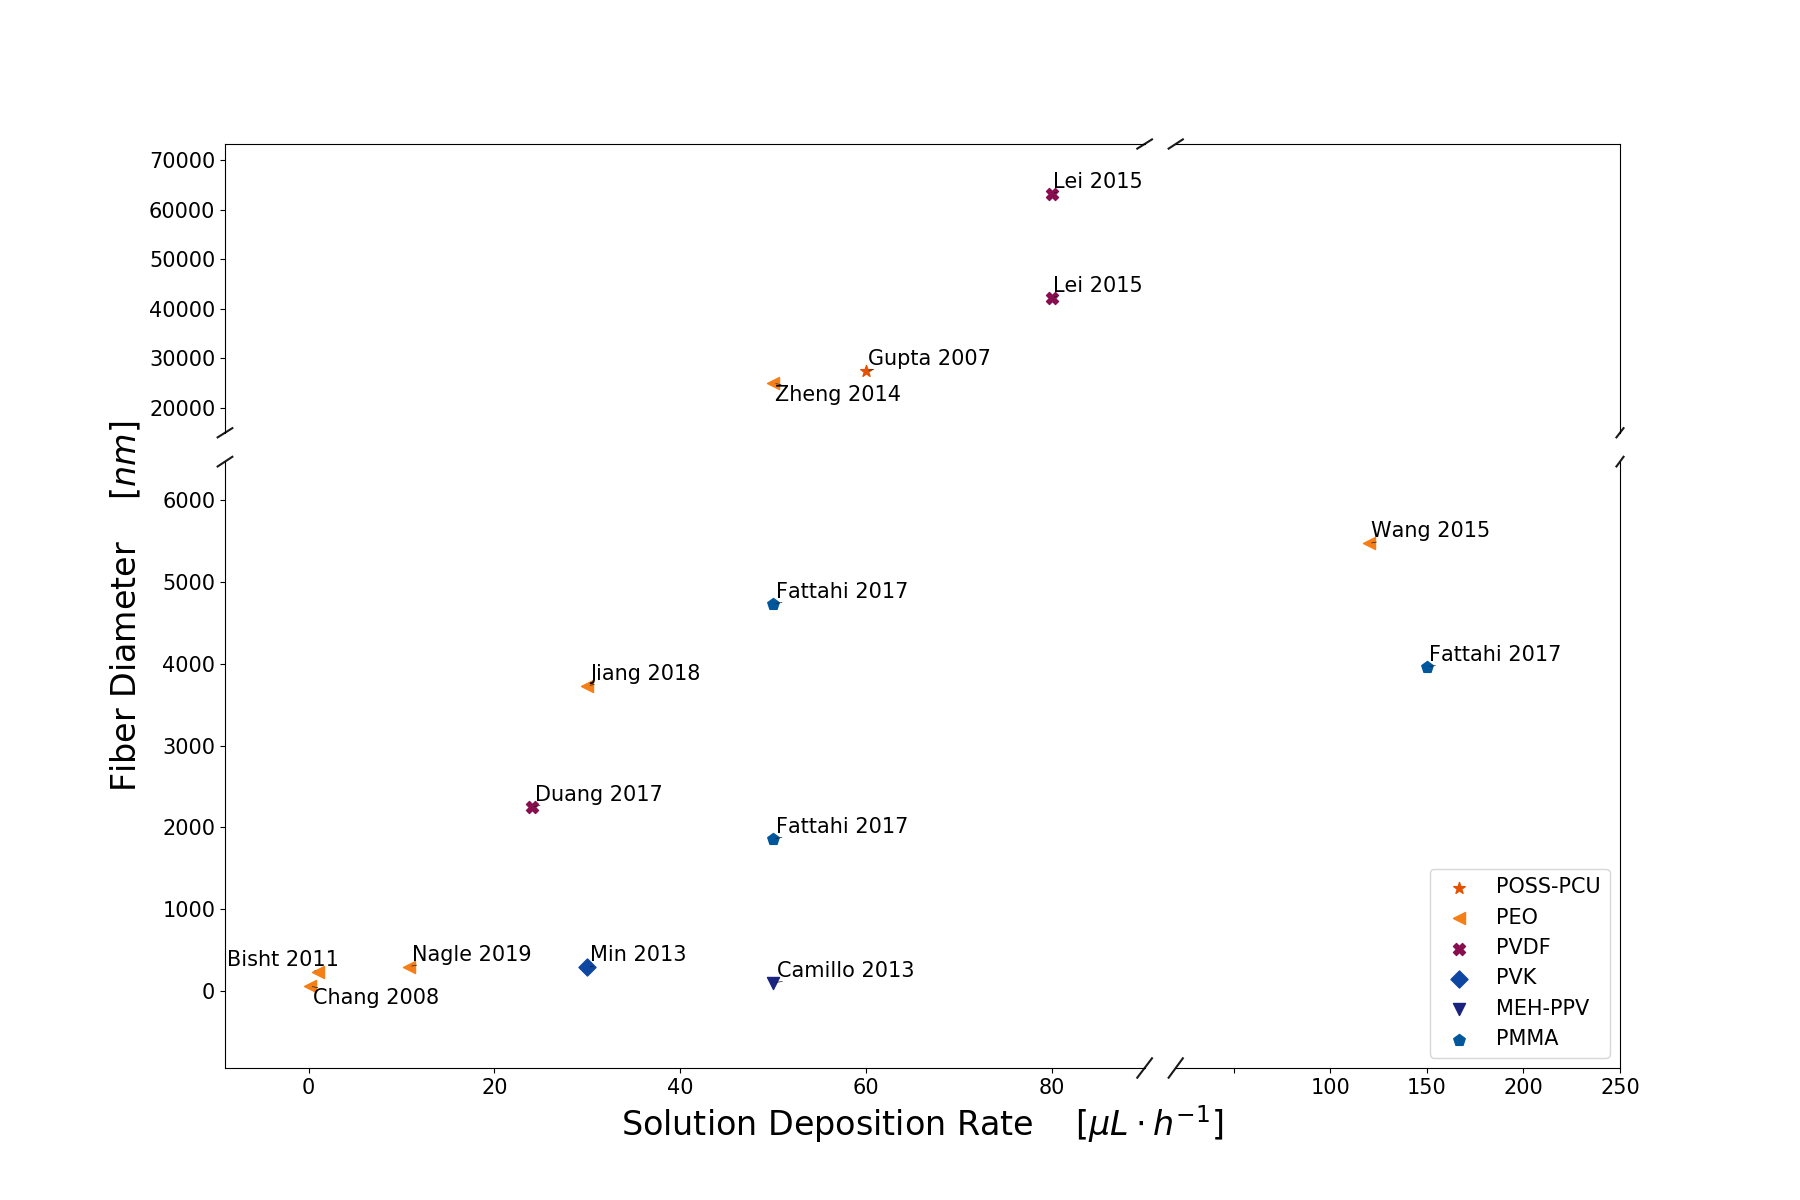 70000
60000
50000
40000
30000
20000
6000
5000
4000
3000
2000
1000
0
Fiber Diameter [nm]
Lei 2015
Lei 2015
Gupta 2007
Zheng 2014
Wang 2015
Fattahi 2017
Fattahi 2017
Jiang 2018
Duang 2017
Fattahi 2017
Bisht 2011
Nagle 2019
Min 2013
Camillo 2013
Chang 2008
POSS-PCU
PEO
PVDF
PVK
MEH-PPV
PMMA
0 20 40 60 80 100 150 200 250
Solution Deposition Rate [μL · h⁻¹]